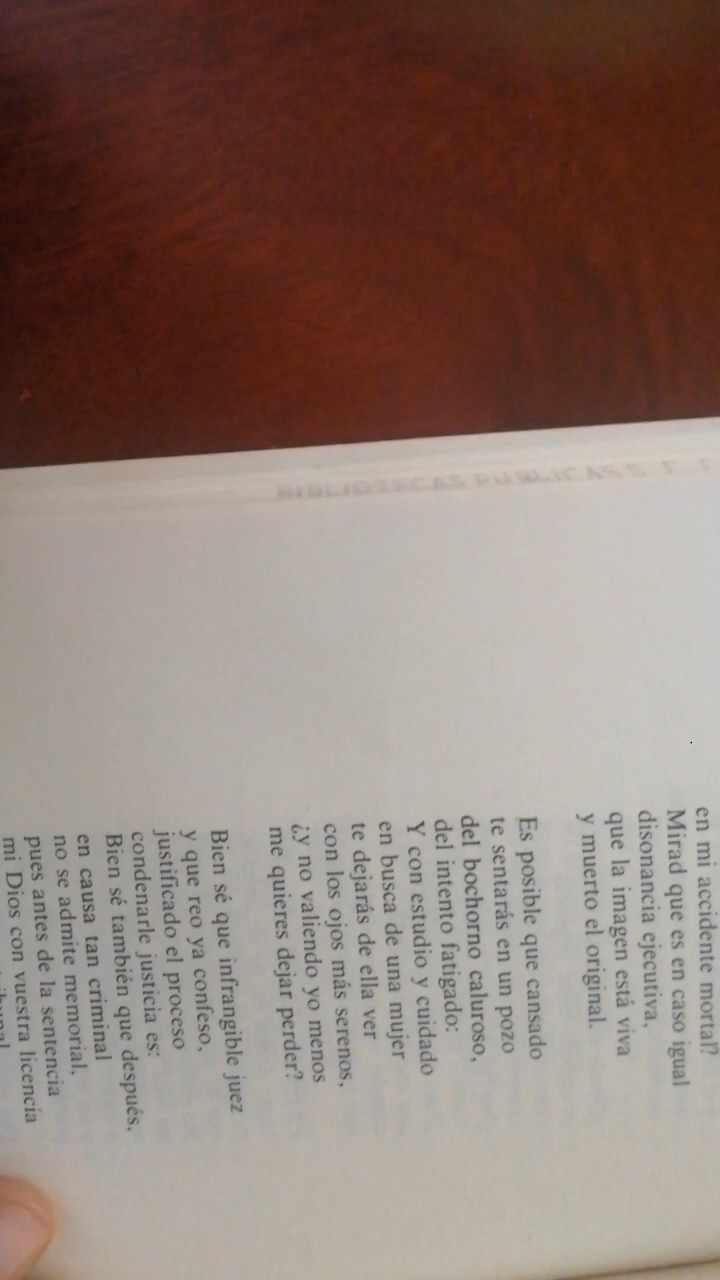 BIBLIOTECAS PUBLICAS
en mi accidente mortal?
Mirad que es en caso igual
disonancia ejecutiva,
que la imagen está viva
y muerto el original.
Es posible que cansado
te sentarás en un pozo
del bochorno caluroso,
del intento fatigado:
Y con estudio y cuidado
en busca de una mujer
te dejarás de ella ver
con los ojos más serenos,
¿y no valiendo yo menos
me quieres dejar perder?
Bien sé que infrangible juez
y que reo ya confeso,
justificado el proceso
condenarle justicia es:
Bien sé también que después,
en causa tan criminal
no se admite memorial,
pues antes de la sentencia
mi Dios con vuestra licencia